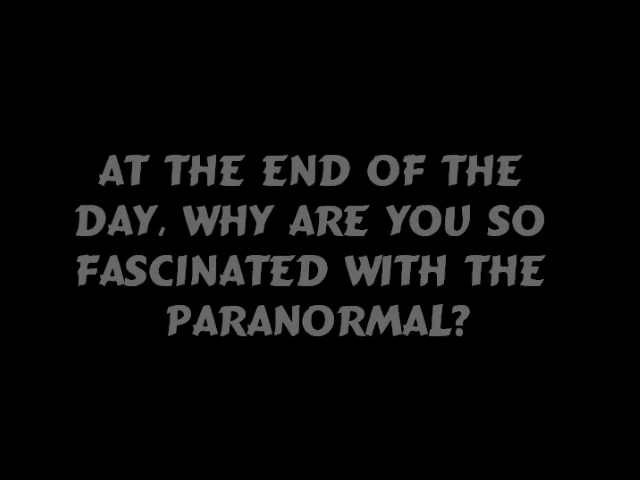 AT THE END OF THE
DAY, WHY ARE YOU SO
FASCINATED WITH THE
PARANORMAL?